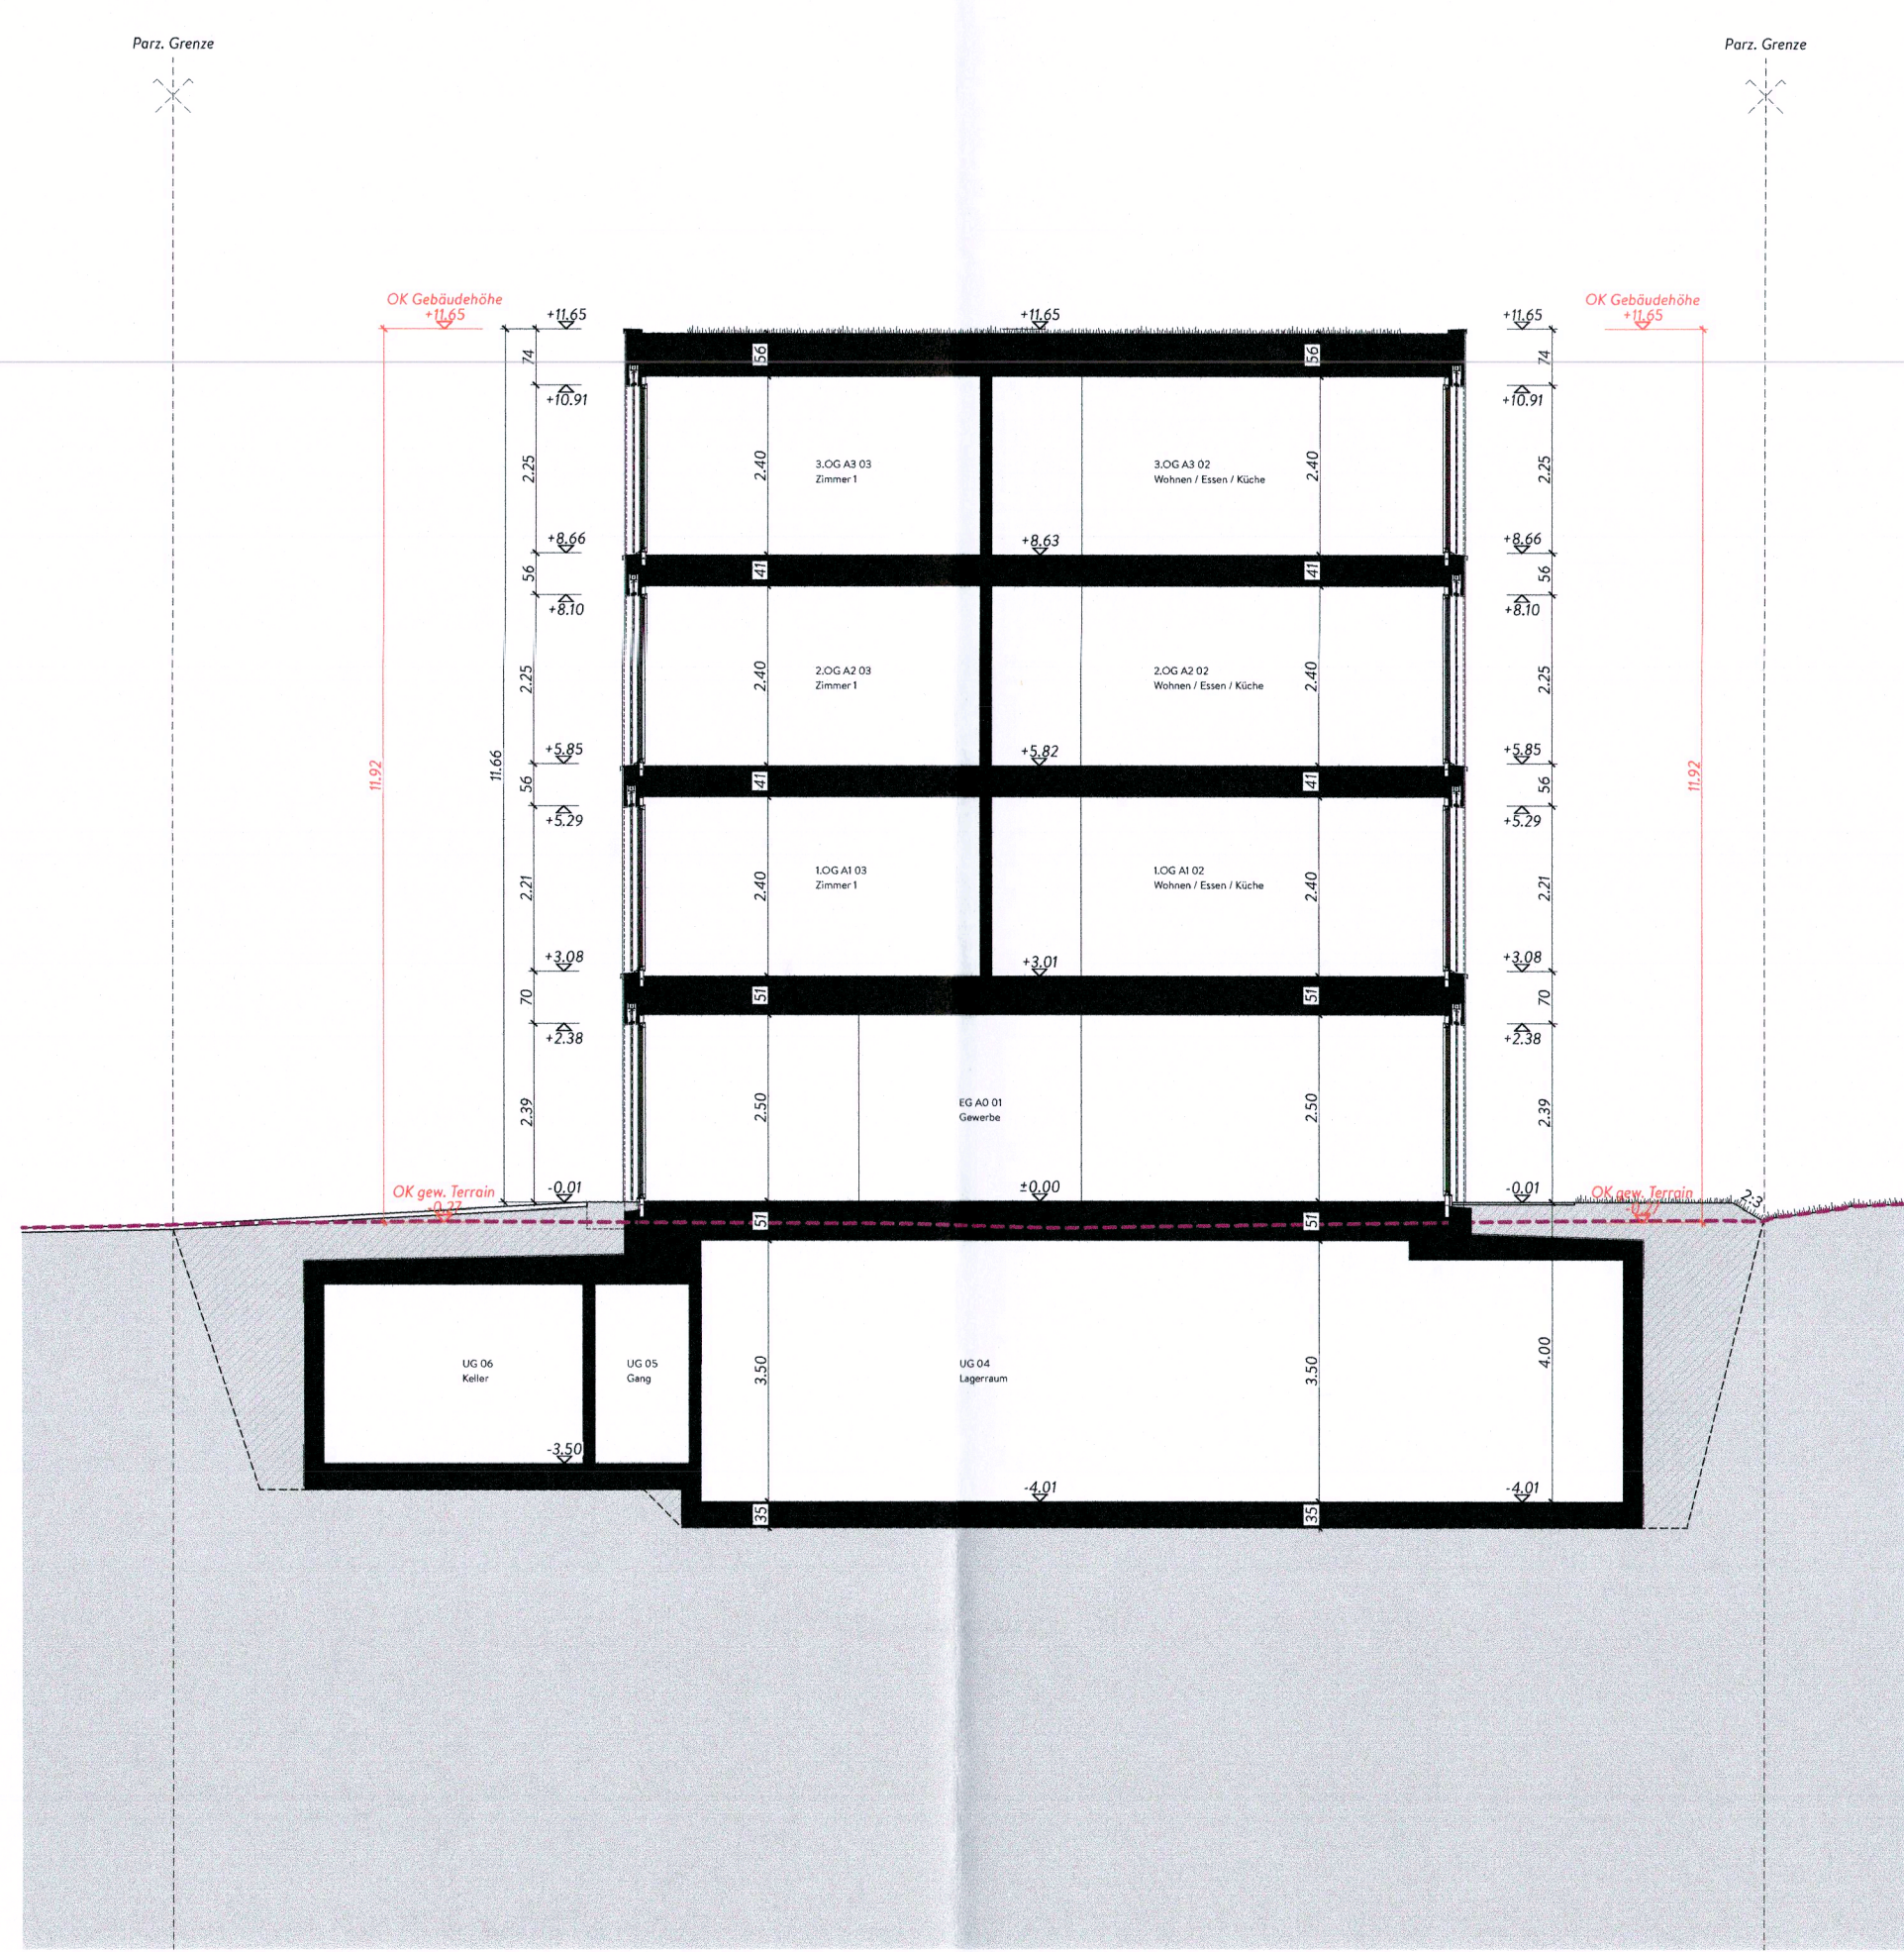 Parz. Grenze
Parz. Grenze
OK Gebäudehöhe
+11.65
+11.65
+11.65
+11.65
OK Gebäudehöhe
+11.65
74
56
56
74
+10.91
+10.91
2.25
2.40
3.OG A3 03
Zimmer 1
3.OG A3 02
Wohnen / Essen / Küche
2.40
2.25
+8.66
+8.63
+8.66
56
41
41
56
+8.10
+8.10
2.25
2.40
2.OG A2 03
Zimmer 1
2.OG A2 02
Wohnen / Essen / Küche
2.40
2.25
+5.85
+5.82
+5.85
11.92
11.66
56
41
41
56
11.92
+5.29
+5.29
2.21
2.40
1.OG A1 03
Zimmer 1
1.OG A1 02
Wohnen / Essen / Küche
2.40
2.21
+3.08
+3.01
+3.08
70
51
51
70
+2.38
+2.38
2.39
2.50
EG A0 01
Gewerbe
2.50
2.39
OK gew. Terrain
-0.27
-0.01
±0.00
-0.01
OK gew. Terrain
-0.27
2:3
51
51
UG 06
Keller
UG 05
Gang
3.50
UG 04
Lagerraum
3.50
4.00
-3.50
-4.01
-4.01
35
35